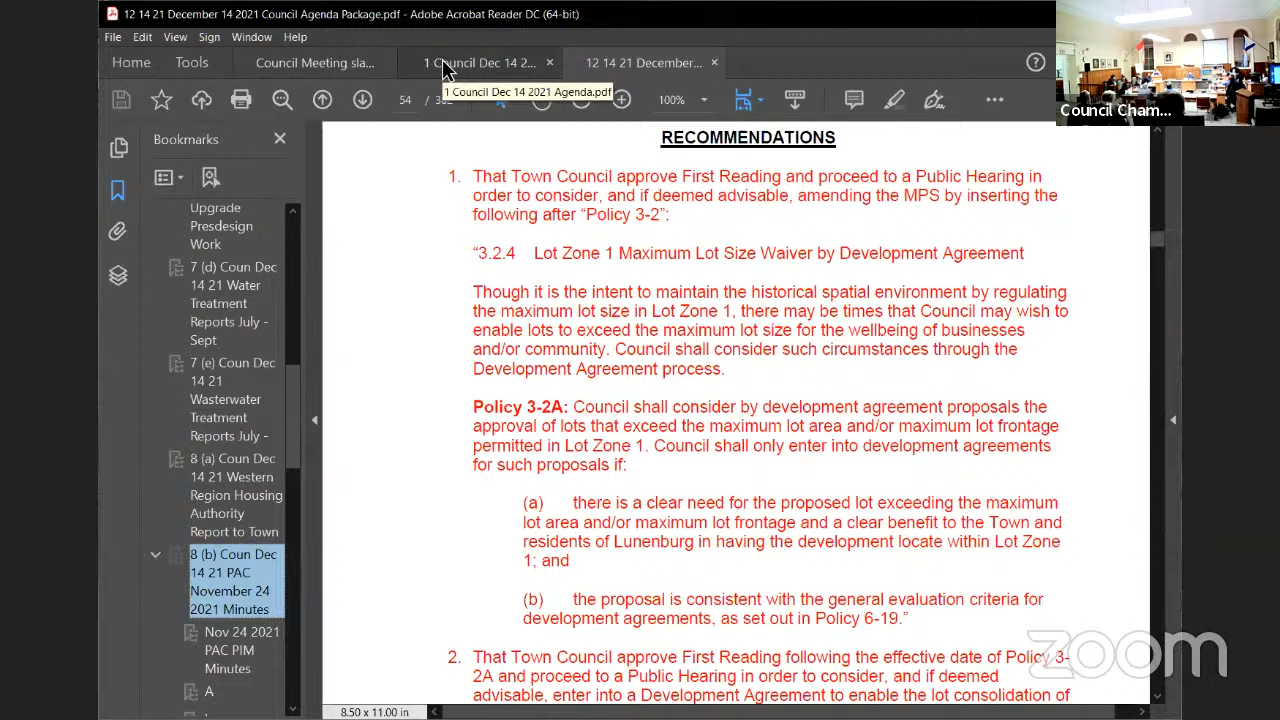 12 14 21 December 14 2021 Council Agenda Package.pdf - Adobe Acrobat Reader DC (64-bit)
File Edit View Sign Window Help
Home Tools Council Meeting sla... 1 Council Dec 14 2... 12 14 21 December...
1 Council Dec 14 2021 Agenda.pdf
54 / 302 100%
Council Cham...
Bookmarks
Upgrade
Presdesign
Work
7 (d) Coun Dec
14 21 Water
Treatment
Reports July -
Sept
7 (e) Coun Dec
14 21
Wasterwater
Treatment
Reports July -
8 (a) Coun Dec
14 21 Western
Region Housing
Authority
Report to Town
8 (b) Coun Dec
14 21 PAC
November 24
2021 Minutes
Nov 24 2021
PAC PIM
Minutes
A
RECOMMENDATIONS
1. That Town Council approve First Reading and proceed to a Public Hearing in
order to consider, and if deemed advisable, amending the MPS by inserting the
following after “Policy 3-2”:
“3.2.4 Lot Zone 1 Maximum Lot Size Waiver by Development Agreement
Though it is the intent to maintain the historical spatial environment by regulating
the maximum lot size in Lot Zone 1, there may be times that Council may wish to
enable lots to exceed the maximum lot size for the wellbeing of businesses
and/or community. Council shall consider such circumstances through the
Development Agreement process.
Policy 3-2A: Council shall consider by development agreement proposals the
approval of lots that exceed the maximum lot area and/or maximum lot frontage
permitted in Lot Zone 1. Council shall only enter into development agreements
for such proposals if:
(a) there is a clear need for the proposed lot exceeding the maximum
lot area and/or maximum lot frontage and a clear benefit to the Town and
residents of Lunenburg in having the development locate within Lot Zone
1; and
(b) the proposal is consistent with the general evaluation criteria for
development agreements, as set out in Policy 6-19.”
2. That Town Council approve First Reading following the effective date of Policy 3-
2A and proceed to a Public Hearing in order to consider, and if deemed
advisable, enter into a Development Agreement to enable the lot consolidation of
8.50 x 11.00 in
zoom